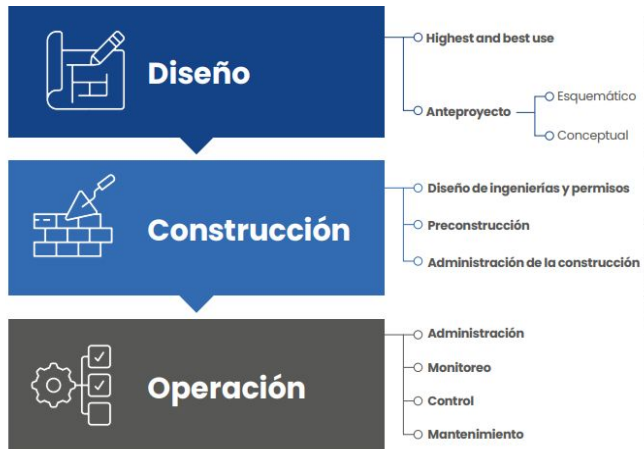 Diseño
Highest and best use
Anteproyecto
Esquemático
Conceptual
Construcción
Diseño de ingenierías y permisos
Preconstrucción
Administración de la construcción
Operación
Administración
Monitoreo
Control
Mantenimiento